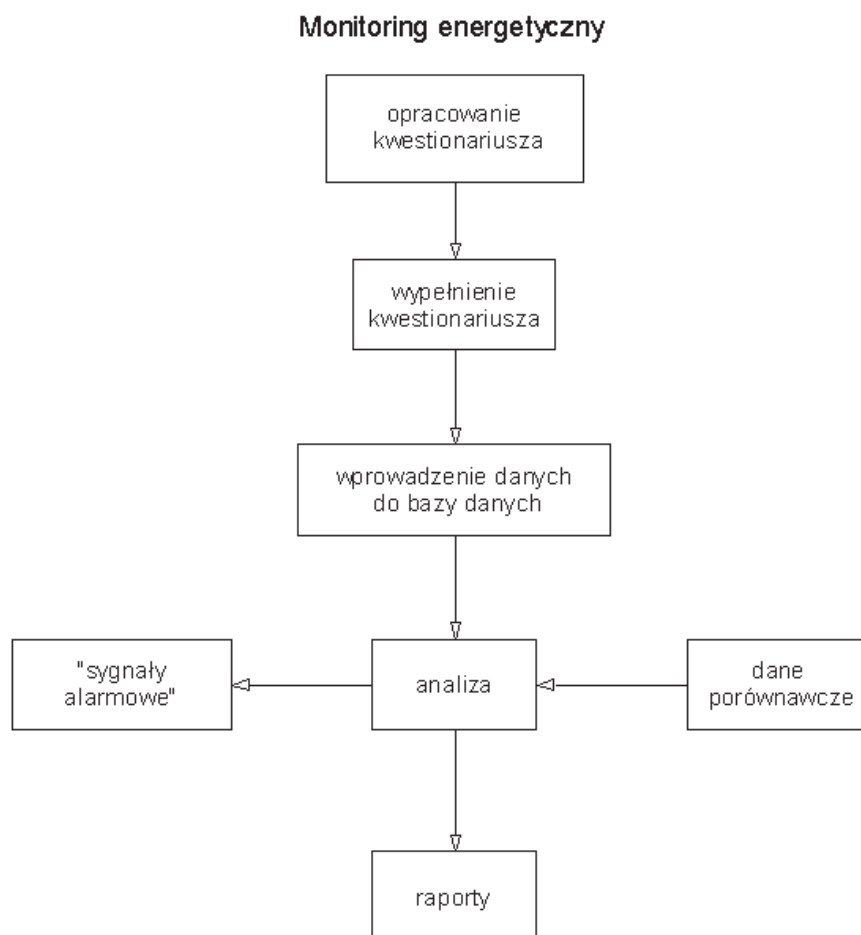 Monitoring energetyczny
opracowanie
kwestionariusza
wypełnienie
kwestionariusza
wprowadzenie danych
do bazy danych
"sygnały
alarmowe"
analiza
dane
porównawcze
raporty